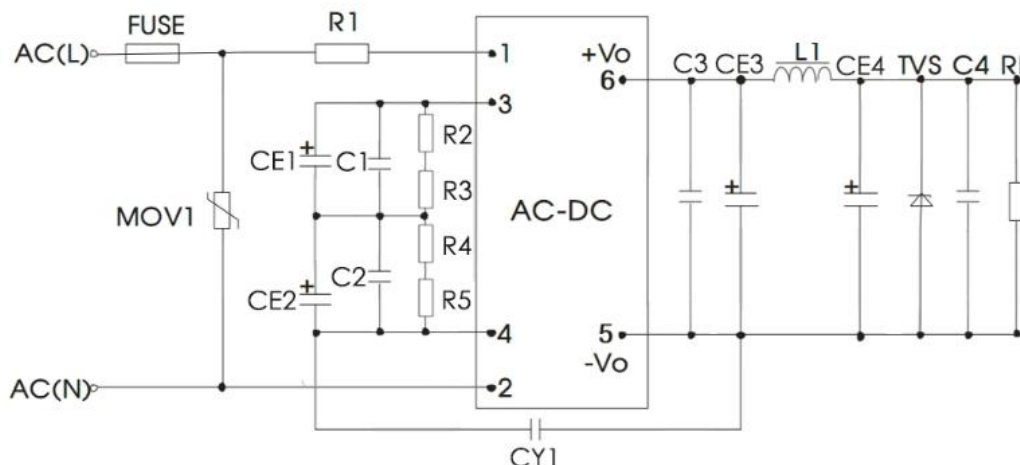 FUSE
R1
AC(L)
1
+Vo
6
C3
CE3
L1
CE4
TVS
C4
3
R2
CE1
+
C1
R3
MOV1
AC-DC
+
+
R4
C2
CE2
+
R5
4
5
-Vo
AC(N)
2
CY1